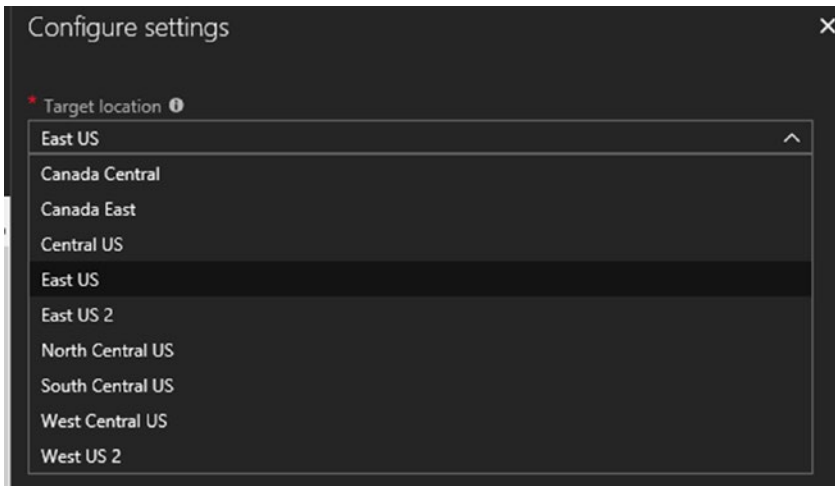 Configure settings
* Target location
East US
Canada Central
Canada East
Central US
East US
East US 2
North Central US
South Central US
West Central US
West US 2